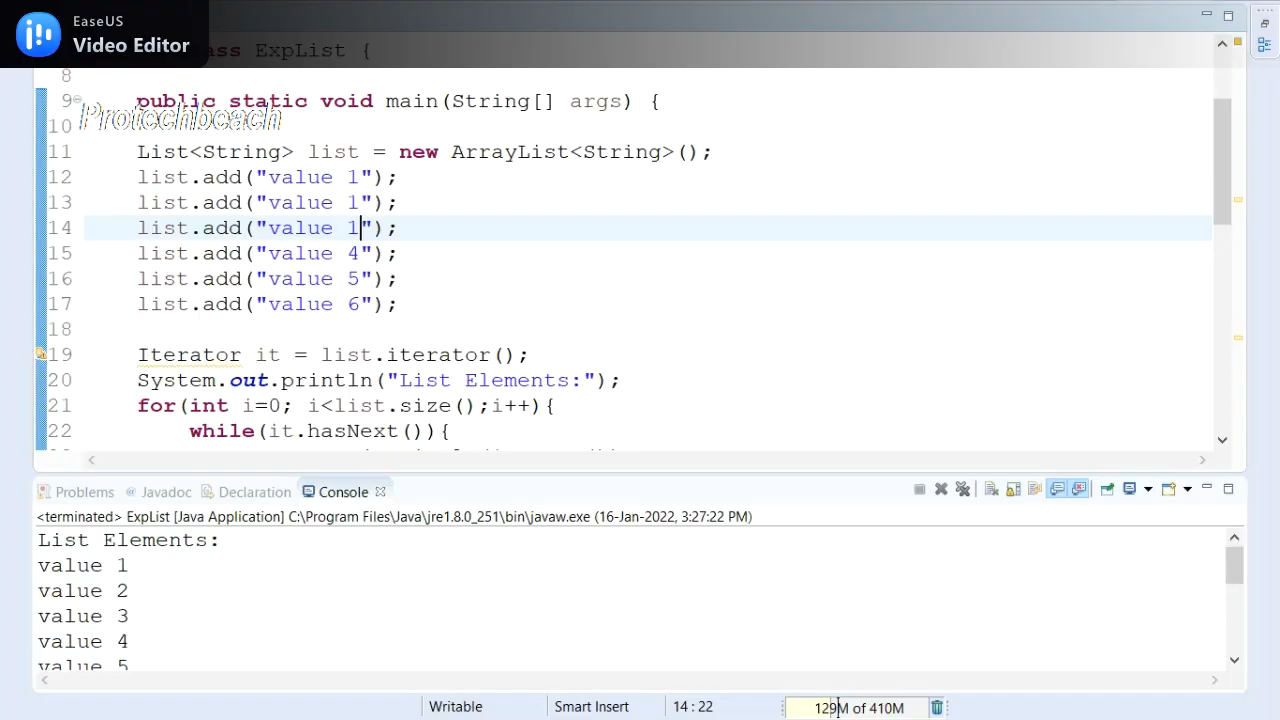 EaseUS
Video Editor
ass ExpList {
8
9 public static void main(String[] args) {
Protechbeach
10
11 List<String> list = new ArrayList<String>();
12 list.add("value 1");
13 list.add("value 1");
14 list.add("value 1");
15 list.add("value 4");
16 list.add("value 5");
17 list.add("value 6");
18
19 Iterator it = list.iterator();
20 System.out.println("List Elements:");
21 for(int i=0; i<list.size();i++){
22 while(it.hasNext()){
Problems Javadoc Declaration Console
<terminated> ExpList [Java Application] C:\Program Files\Java\jre1.8.0_251\bin\javaw.exe (16-Jan-2022, 3:27:22 PM)
List Elements:
value 1
value 2
value 3
value 4
value 5
Writable Smart Insert 14 : 22 129M of 410M